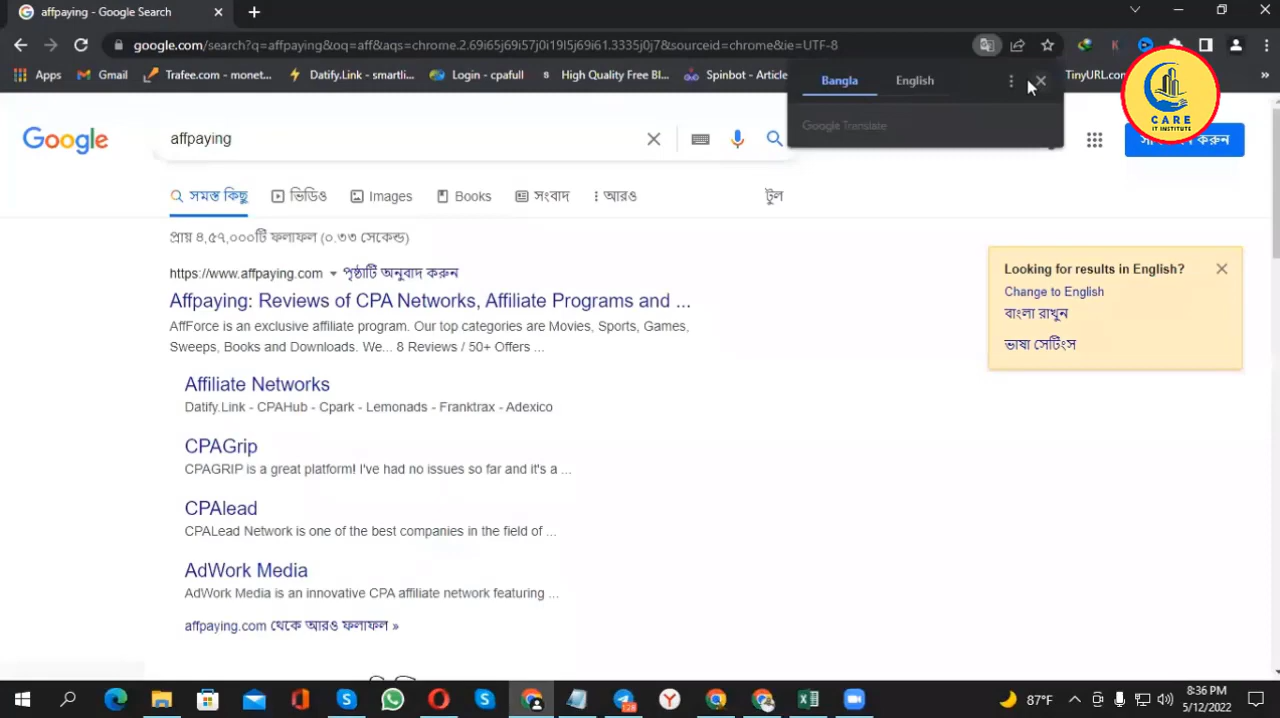 affpaying - Google Search
google.com/search?q=affpaying&oq=aff&aqs=chrome.2.69i65j69i57j0i19l5j69i61.3335j0j7&sourceid=chrome&ie=UTF-8
Apps Gmail Trafee.com - monet... Datify.Link - smartli... Login - cpafull High Quality Free Bl... Spinbot - Article TinyURL.com
Bangla English
Google Translate
CARE
IT INSTITUTE
Google affpaying
সমস্ত কিছু ভিডিও Images Books সংবাদ আরও টুল
প্রায় ৪,৫৭,০০০টি ফলাফল (০.৩৩ সেকেন্ড)
https://www.affpaying.com পৃষ্ঠাটি অনুবাদ করুন
Affpaying: Reviews of CPA Networks, Affiliate Programs and ...
AffForce is an exclusive affiliate program. Our top categories are Movies, Sports, Games,
Sweeps, Books and Downloads. We... 8 Reviews / 50+ Offers ...
Affiliate Networks
Datify.Link - CPAHub - Cpark - Lemonads - Franktrax - Adexico
CPAGrip
CPAGRIP is a great platform! I've had no issues so far and it's a ...
CPAlead
CPALead Network is one of the best companies in the field of ...
AdWork Media
AdWork Media is an innovative CPA affiliate network featuring ...
affpaying.com থেকে আরও ফলাফল »
Looking for results in English?
Change to English
বাংলা রাখুন
ভাষা সেটিংস
87°F
8:36 PM
5/12/2022